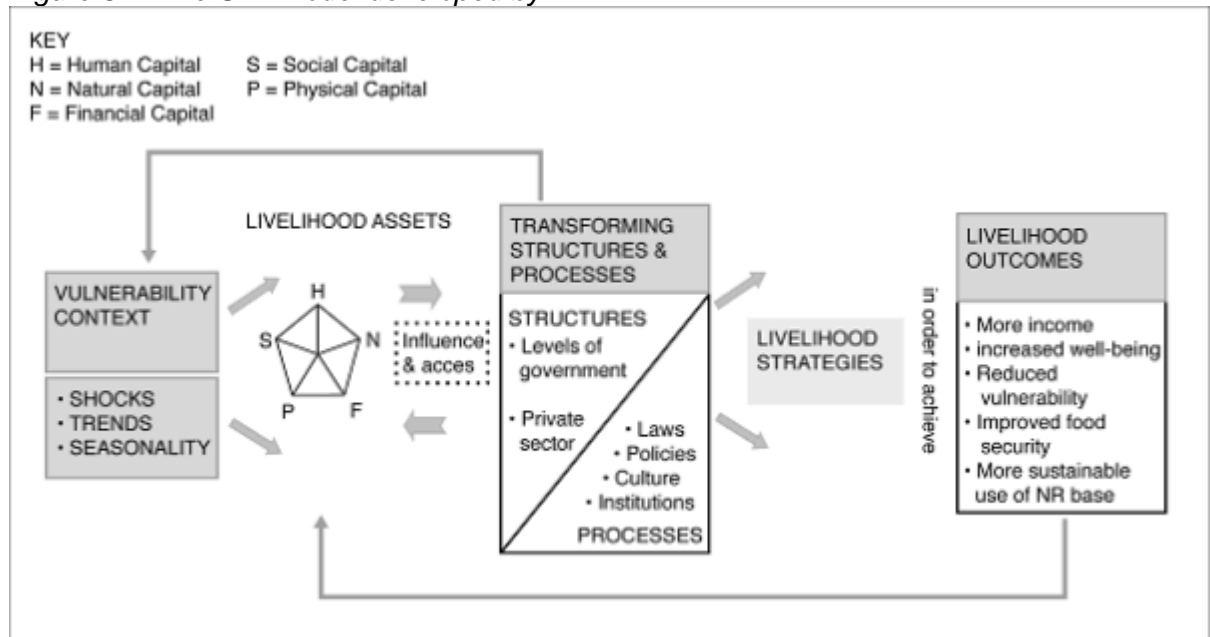 KEY
H = Human Capital
S = Social Capital
N = Natural Capital
P = Physical Capital
F = Financial Capital
LIVELIHOOD ASSETS
VULNERABILITY
CONTEXT
• SHOCKS
• TRENDS
• SEASONALITY
H
S
N
P
F
Influence
& acces
TRANSFORMING
STRUCTURES &
PROCESSES
STRUCTURES
• Levels of
government
• Private
sector
• Laws
• Policies
• Culture
• Institutions
PROCESSES
LIVELIHOOD
STRATEGIES
in order to achieve
LIVELIHOOD
OUTCOMES
• More income
• increased well-being
• Reduced
vulnerability
• Improved food
security
• More sustainable
use of NR base